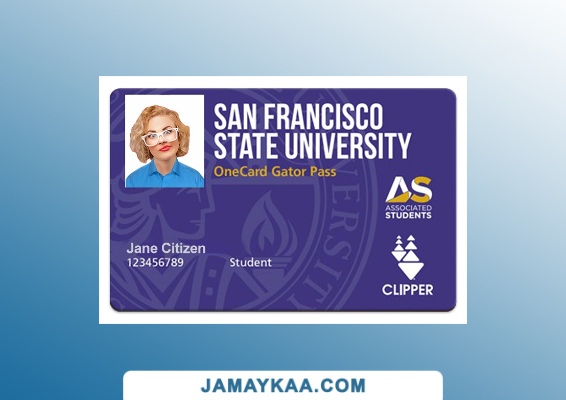 SAN FRANCISCO
STATE UNIVERSITY
OneCard Gator Pass
AS
ASSOCIATED
STUDENTS
Jane Citizen
123456789 Student
CLIPPER
JAMAYKAA.COM